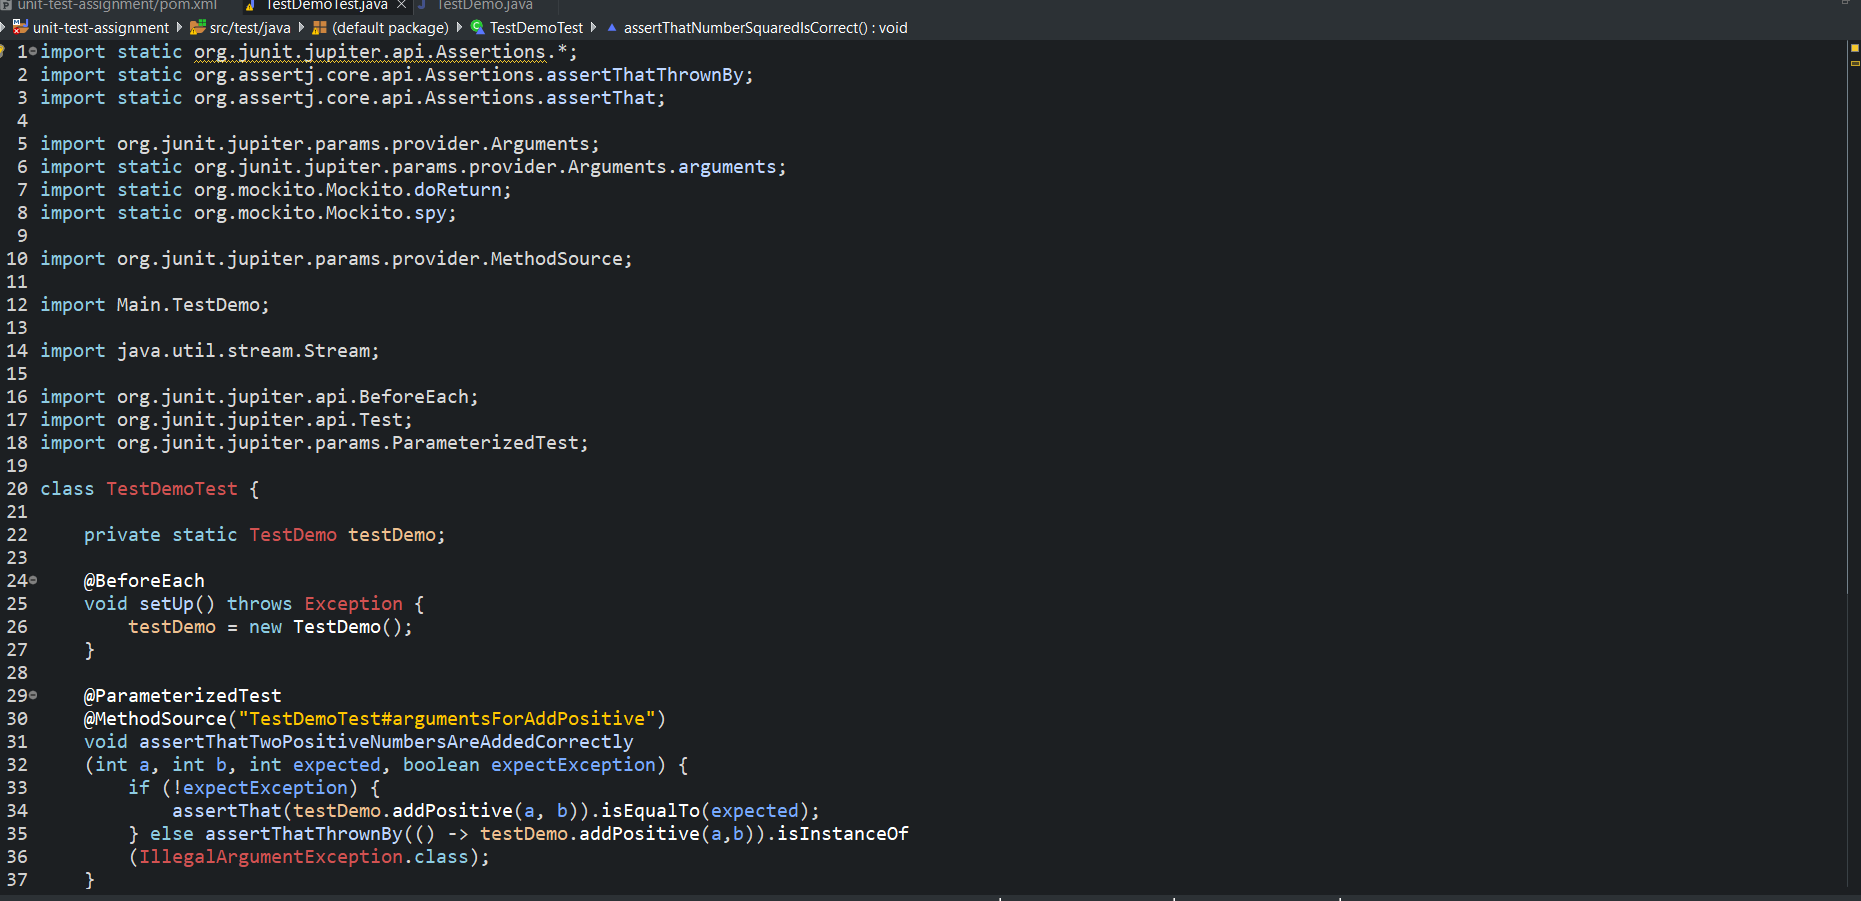 unit-test-assignment/pom.xml TestDemoTest.java TestDemo.java
unit-test-assignment src/test/java (default package) TestDemoTest assertThatNumberSquaredIsCorrect() : void
1 import static org.junit.jupiter.api.Assertions.*;
2 import static org.assertj.core.api.Assertions.assertThatThrownBy;
3 import static org.assertj.core.api.Assertions.assertThat;
4
5 import org.junit.jupiter.params.provider.Arguments;
6 import static org.junit.jupiter.params.provider.Arguments.arguments;
7 import static org.mockito.Mockito.doReturn;
8 import static org.mockito.Mockito.spy;
9
10 import org.junit.jupiter.params.provider.MethodSource;
11
12 import Main.TestDemo;
13
14 import java.util.stream.Stream;
15
16 import org.junit.jupiter.api.BeforeEach;
17 import org.junit.jupiter.api.Test;
18 import org.junit.jupiter.params.ParameterizedTest;
19
20 class TestDemoTest {
21
22 private static TestDemo testDemo;
23
24 @BeforeEach
25 void setUp() throws Exception {
26 testDemo = new TestDemo();
27 }
28
29 @ParameterizedTest
30 @MethodSource("TestDemoTest#argumentsForAddPositive")
31 void assertThatTwoPositiveNumbersAreAddedCorrectly
32 (int a, int b, int expected, boolean expectException) {
33 if (!expectException) {
34 assertThat(testDemo.addPositive(a, b)).isEqualTo(expected);
35 } else assertThatThrownBy(() -> testDemo.addPositive(a,b)).isInstanceOf
36 (IllegalArgumentException.class);
37 }